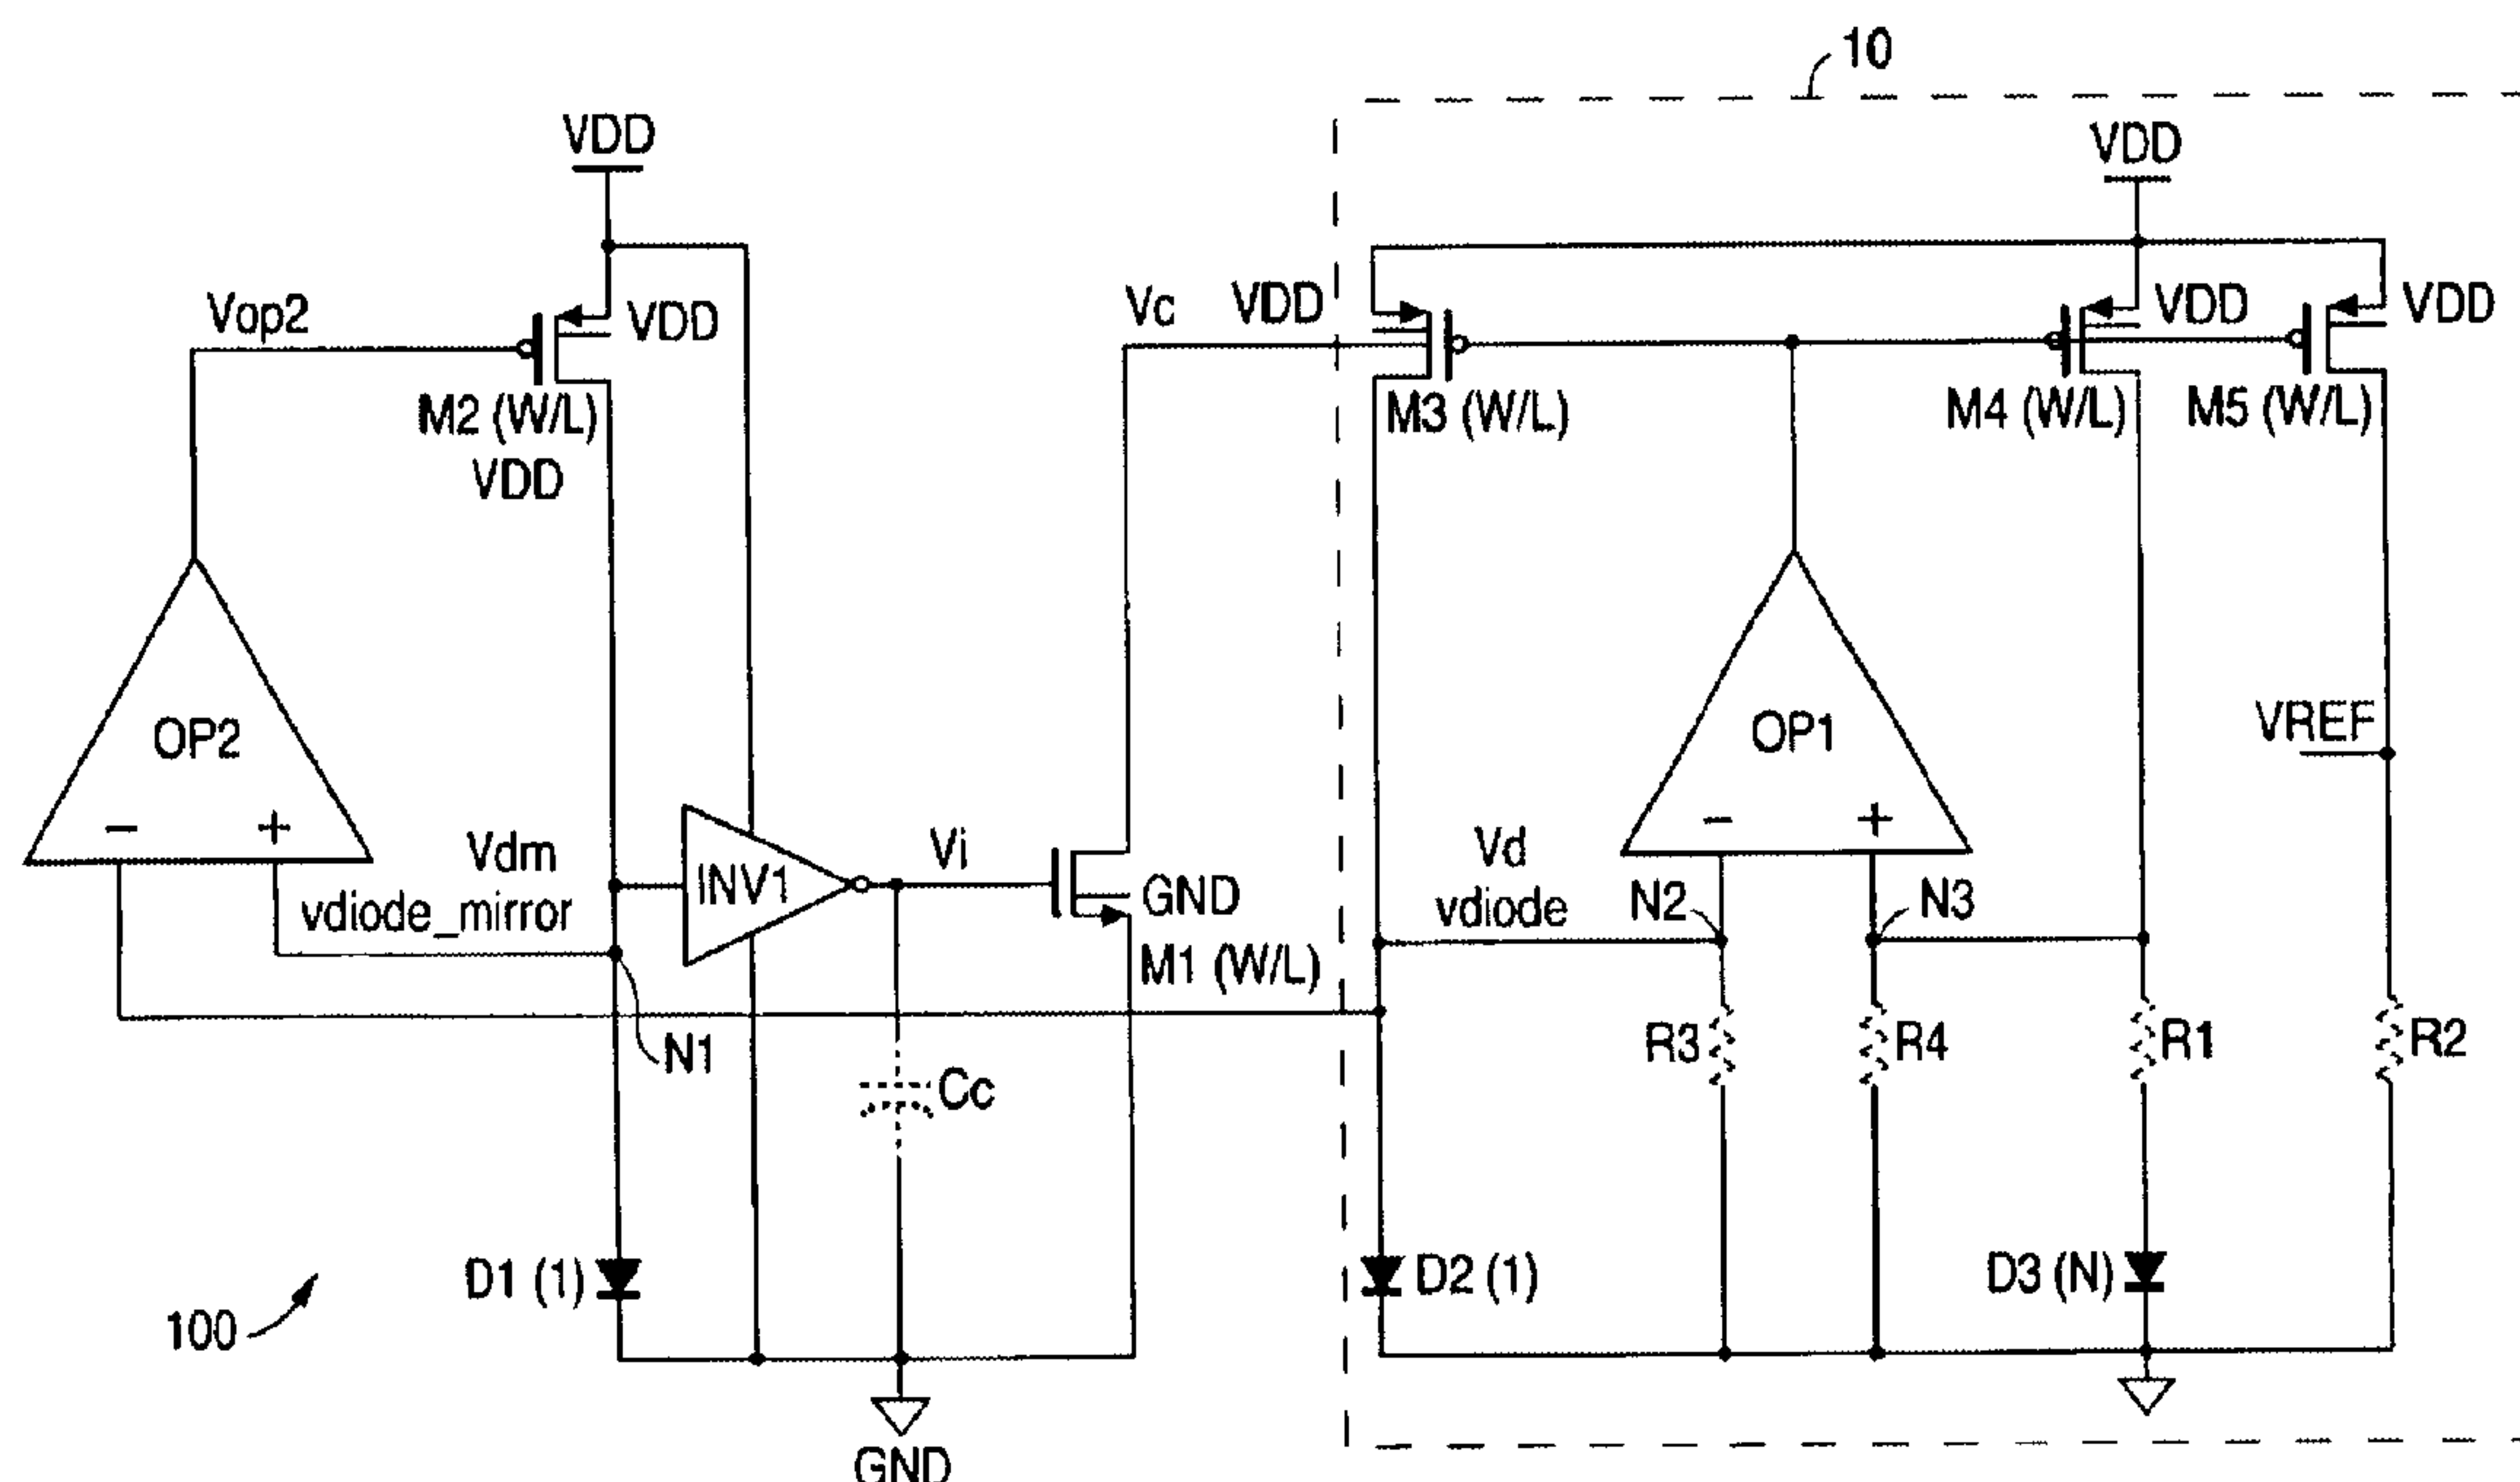 10
VDD
VDD
Vop2
VDD
Vc
VDD
VDD
VDD
M2 (W/L)
VDD
M3 (W/L)
M4 (W/L)
M5 (W/L)
OP2
OP1
VREF
- +
- +
Vdm
vdiode_mirror
INV1
Vi
GND
M1 (W/L)
Vd
vdiode
N2
N3
N1
Cc
R3
R4
R1
R2
D1 (1)
D2 (1)
D3 (N)
100
GND